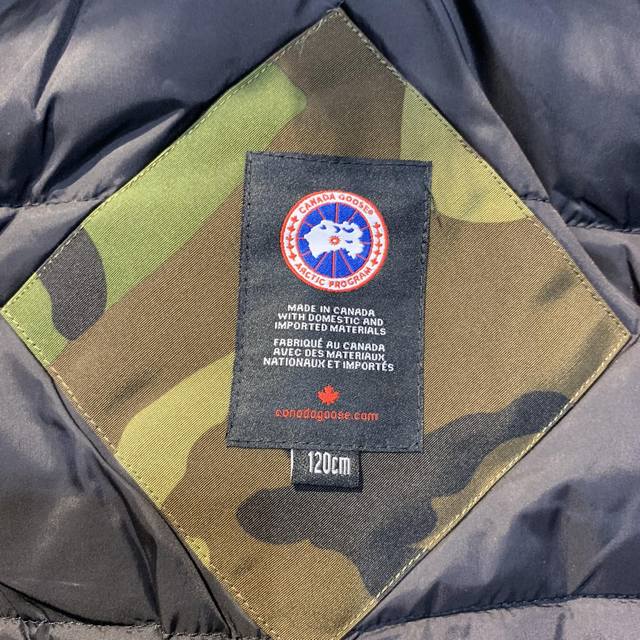 CANADA GOOSE®
ARCTIC PROGRAM
MADE IN CANADA
WITH DOMESTIC AND
IMPORTED MATERIALS
FABRIQUÉ AU CANADA
AVEC DES MATERIAUX
NATIONAUX ET IMPORTÉS
canadagoose.com
120cm